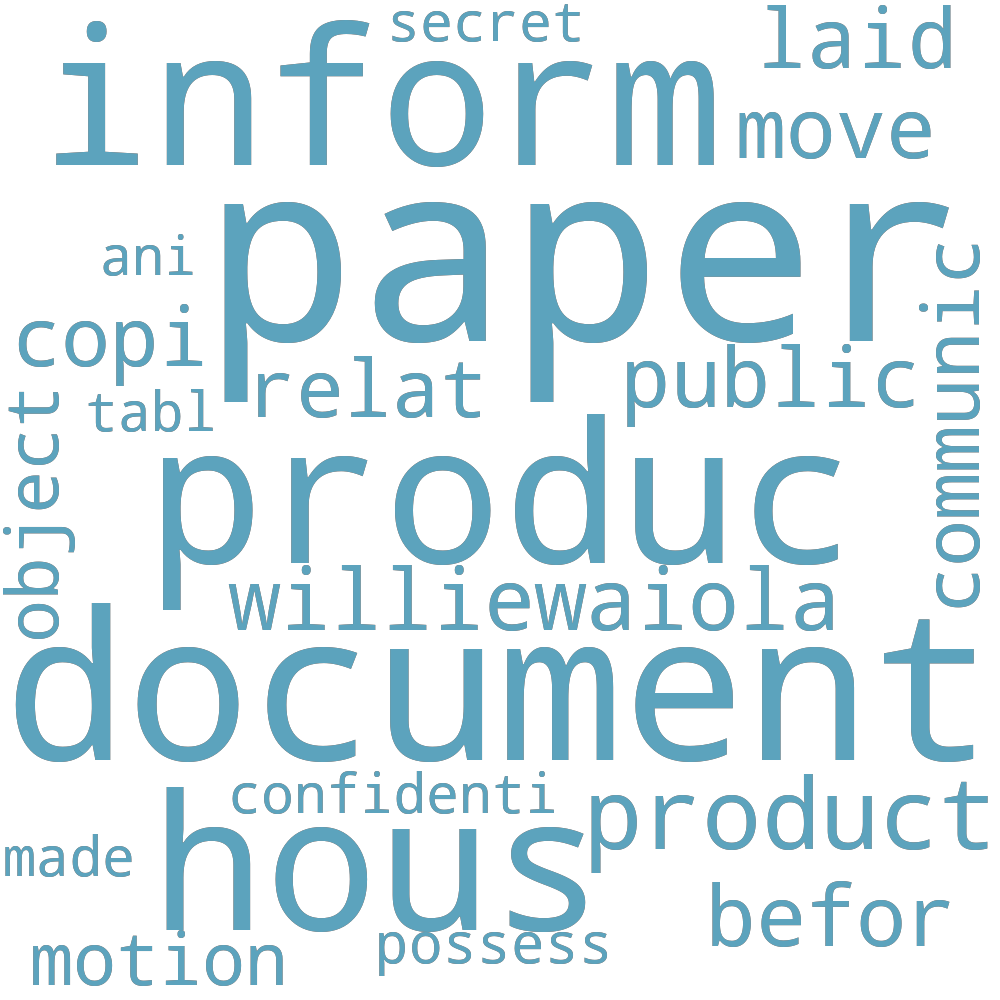 secret
laid
inform
move
paper
ani
communic
copi
relat
public
tabl
object
produc
williewaiola
document
confidenti
product
hous
made
befor
possess
motion